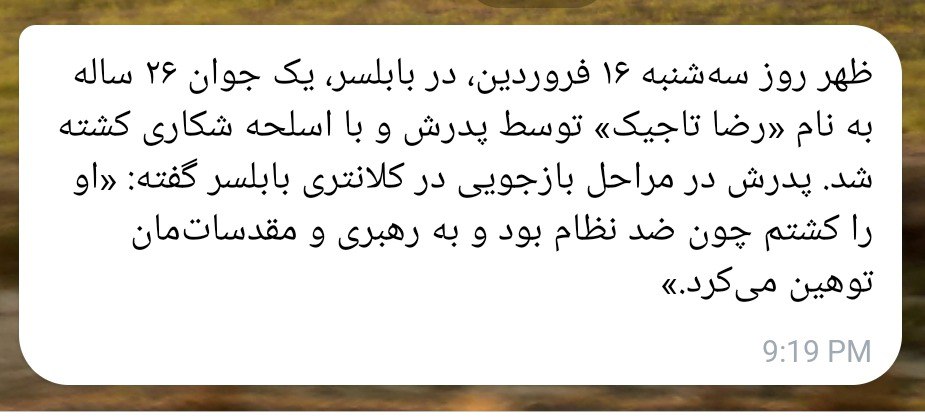 ظهر روز سه‌شنبه ۱۶ فروردین، در بابلسر، یک جوان ۲۶ ساله
به نام «رضا تاجیک» توسط پدرش و با اسلحه شکاری کشته
شد. پدرش در مراحل بازجویی در کلانتری بابلسر گفته: «او
را کشتم چون ضد نظام بود و به رهبری و مقدسات‌مان
توهین می‌کرد.»
9:19 PM